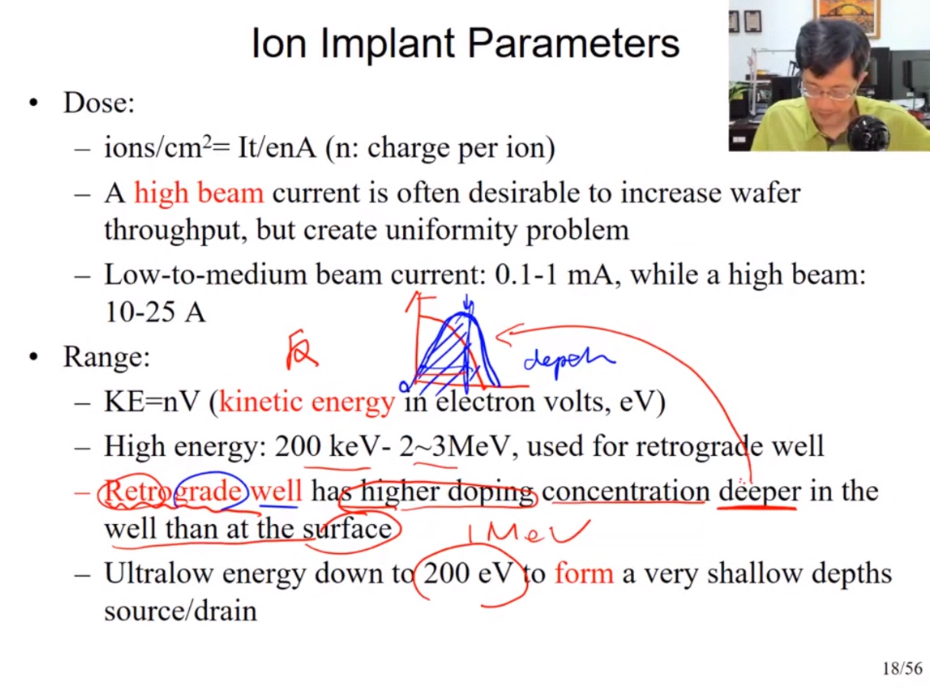 Ion Implant Parameters
• Dose:
– ions/cm²= It/enA (n: charge per ion)
– A high beam current is often desirable to increase wafer
throughput, but create uniformity problem
– Low-to-medium beam current: 0.1-1 mA, while a high beam:
10-25 A
• Range:
反
depth
– KE=nV (kinetic energy in electron volts, eV)
– High energy: 200 keV- 2~3MeV, used for retrograde well
– Retrograde well has higher doping concentration deeper in the
well than at the surface
1 MeV
– Ultralow energy down to 200 eV to form a very shallow depths
source/drain
18/56